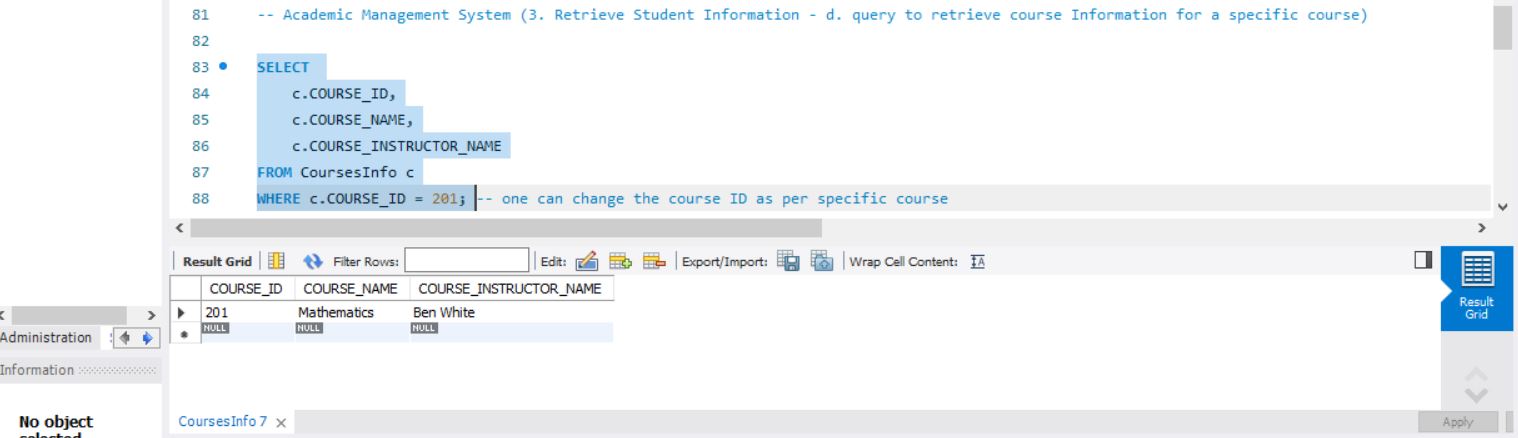 81 -- Academic Management System (3. Retrieve Student Information - d. query to retrieve course Information for a specific course)
82
83 SELECT
84 c.COURSE_ID,
85 c.COURSE_NAME,
86 c.COURSE_INSTRUCTOR_NAME
87 FROM CoursesInfo c
88 WHERE c.COURSE_ID = 201; -- one can change the course ID as per specific course
Result Grid Filter Rows: Edit: Export/Import: Wrap Cell Content:
COURSE_ID COURSE_NAME COURSE_INSTRUCTOR_NAME
201 Mathematics Ben White
NULL NULL NULL
Result
Grid
Administration
Information
No object
selected
CoursesInfo 7
Apply